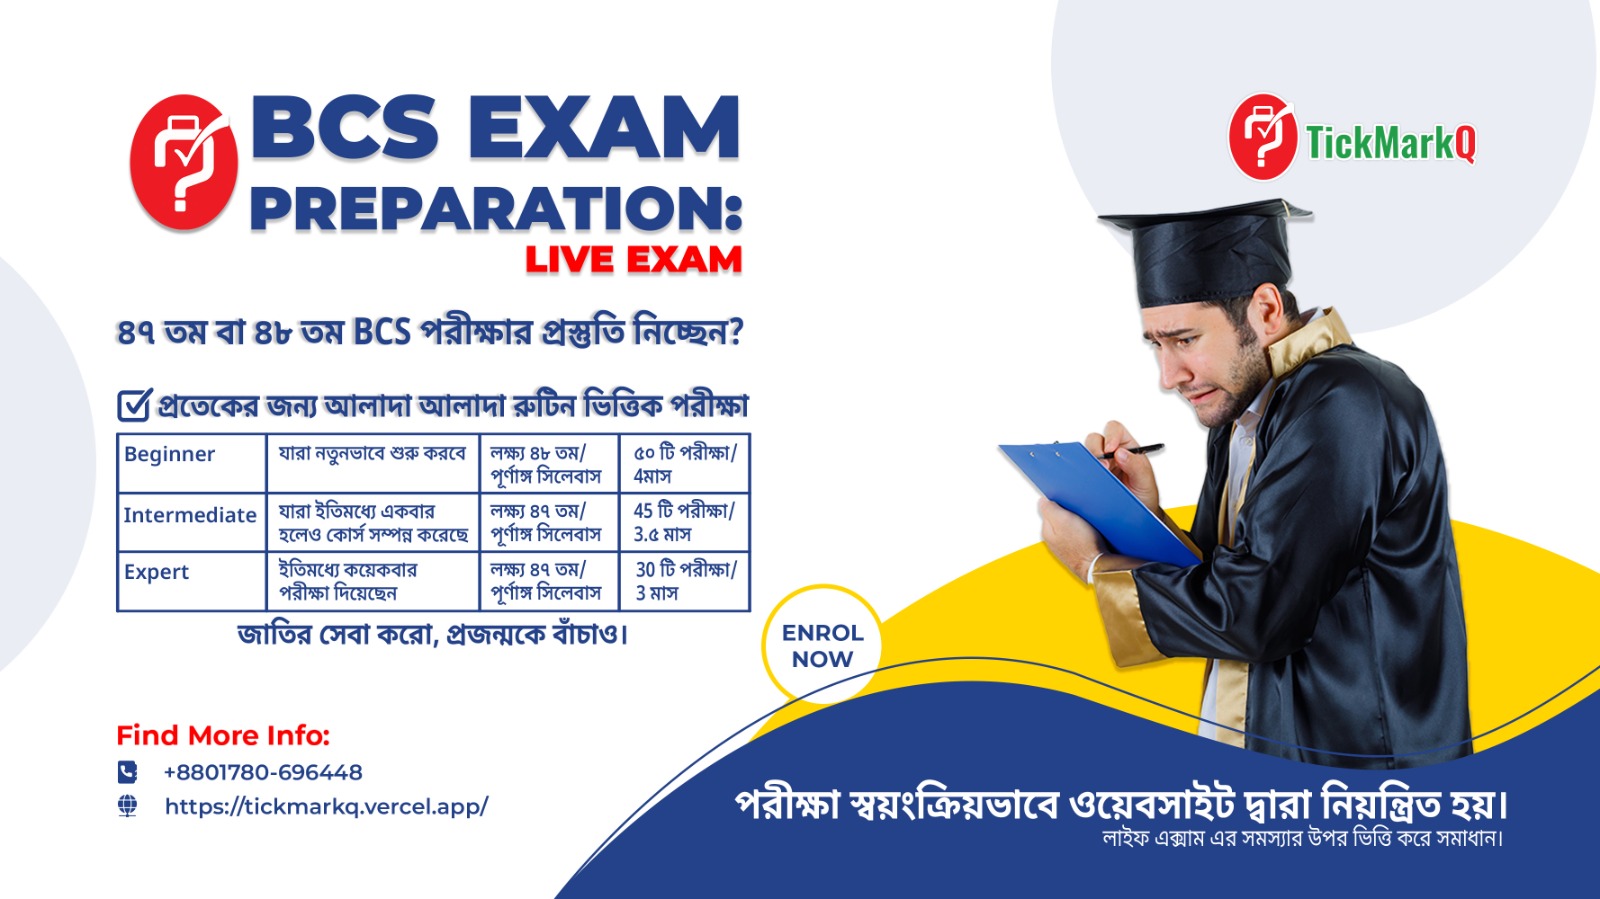 BCS EXAM
PREPARATION:
LIVE EXAM
TickMarkQ
৪৭ তম বা ৪৮ তম BCS পরীক্ষার প্রস্তুতি নিচ্ছেন?
প্রতেকের জন্য আলাদা আলাদা রুটিন ভিত্তিক পরীক্ষা
Beginner
যারা নতুনভাবে শুরু করবে
লক্ষ্য ৪৮ তম/
পূর্ণাঙ্গ সিলেবাস
৫০ টি পরীক্ষা/
4মাস
Intermediate
যারা ইতিমধ্যে একবার
হলেও কোর্স সম্পন্ন করেছে
লক্ষ্য ৪৭ তম/
পূর্ণাঙ্গ সিলেবাস
45 টি পরীক্ষা/
3.৫ মাস
Expert
ইতিমধ্যে কয়েকবার
পরীক্ষা দিয়েছেন
লক্ষ্য ৪৭ তম/
পূর্ণাঙ্গ সিলেবাস
30 টি পরীক্ষা/
3 মাস
জাতির সেবা করো, প্রজন্মকে বাঁচাও।
ENROL
NOW
Find More Info:
+8801780-696448
https://tickmarkq.vercel.app/
পরীক্ষা স্বয়ংক্রিয়ভাবে ওয়েবসাইট দ্বারা নিয়ন্ত্রিত হয়।
লাইফ এক্সাম এর সমস্যার উপর ভিত্তি করে সমাধান।